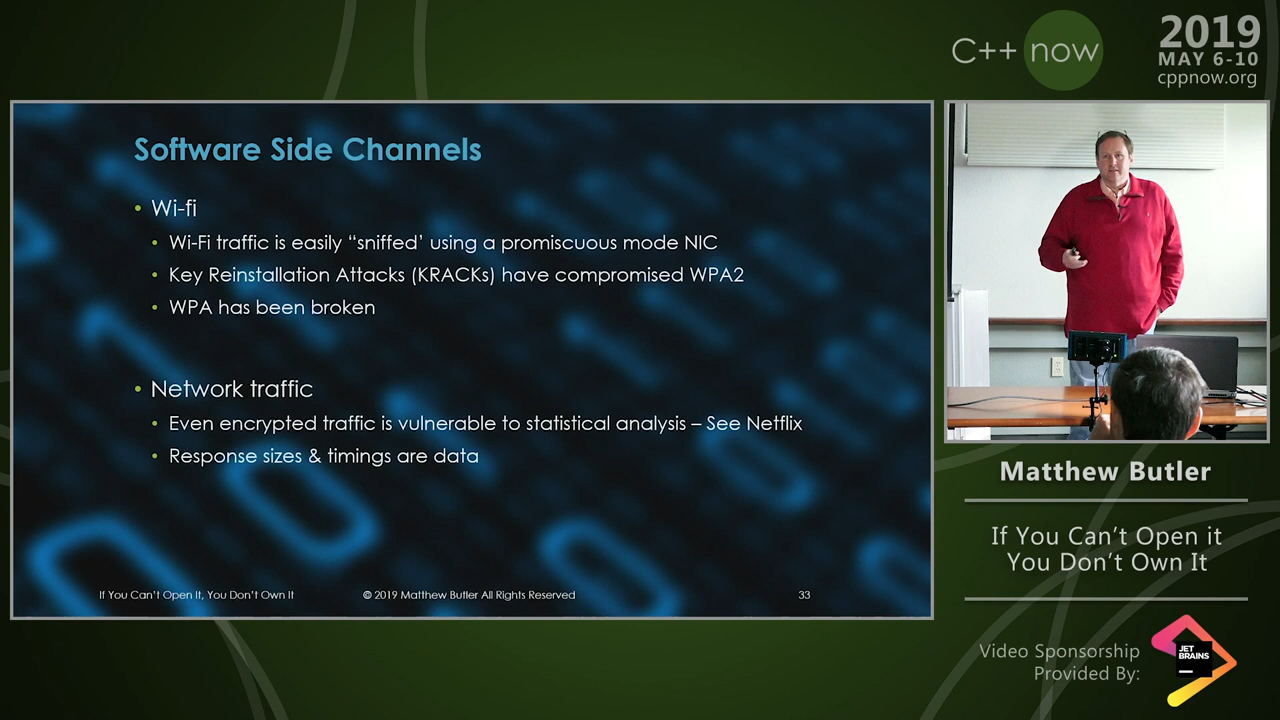 C++ now
2019
MAY 6-10
cppnow.org
Software Side Channels
• Wi-fi
• Wi-Fi traffic is easily “sniffed’ using a promiscuous mode NIC
• Key Reinstallation Attacks (KRACKs) have compromised WPA2
• WPA has been broken
• Network traffic
• Even encrypted traffic is vulnerable to statistical analysis – See Netflix
• Response sizes & timings are data
If You Can’t Open It, You Don’t Own It
© 2019 Matthew Butler All Rights Reserved
33
Matthew Butler
If You Can’t Open it
You Don’t Own It
Video Sponsorship
Provided By:
JET
BRAINS